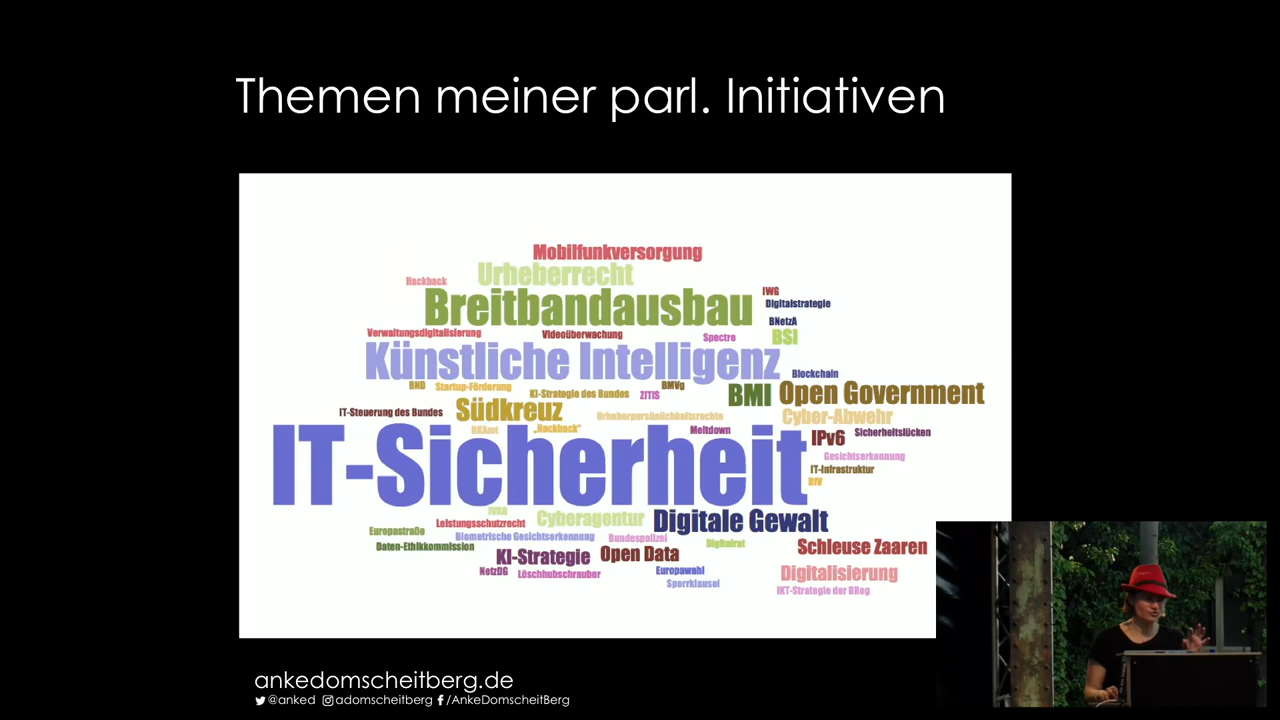 Themen meiner parl. Initiativen
Mobilfunkversorgung
Urheberrecht
Hackback
Breitbandausbau
IWG
Digitalstrategie
BNetzA
Verwaltungsdigitalisierung
Videoüberwachung
Spectre
BSI
Künstliche Intelligenz
Blockchain
BND
Startup-Förderung
KI-Strategie des Bundes
ZITIS
BMVg
BMI
Open Government
IT-Steuerung des Bundes
Südkreuz
Urheberpersönlichkeitsrechte
Cyber-Abwehr
BKAmt
„Hackback“
Meltdown
IT-Sicherheit
IPv6
Sicherheitslücken
Gesichtserkennung
IT-Infrastruktur
Leistungsschutzrecht
Cyberagentur
Digitale Gewalt
Europastraße
Biometrische Gesichtserkennung
Bundespolizei
Digitalrat
Daten-Ethikkommission
KI-Strategie
Open Data
Schleuse Zaaren
NetzDG
Löschhubschrauber
Europawahl
Digitalisierung
Sperrklausel
IKT-Strategie der BReg
ankedomscheitberg.de
@anked adomscheitberg /AnkeDomscheitBerg